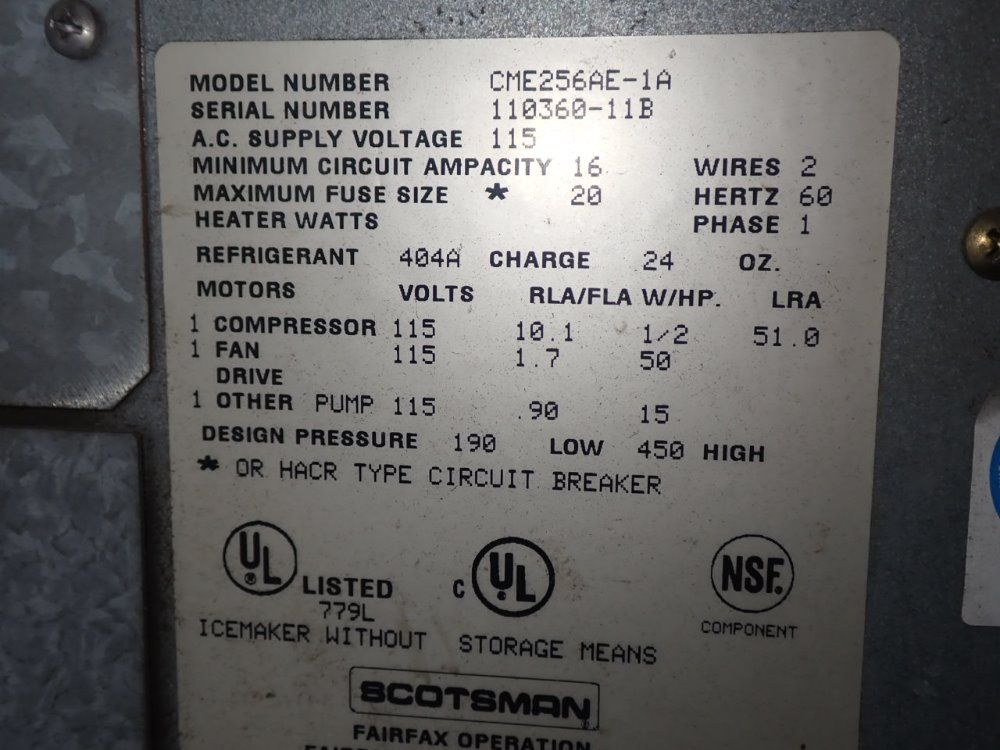 MODEL NUMBER CME256AE-1A
SERIAL NUMBER 110360-11B
A.C. SUPPLY VOLTAGE 115
MINIMUM CIRCUIT AMPACITY 16 WIRES 2
MAXIMUM FUSE SIZE * 20 HERTZ 60
HEATER WATTS PHASE 1
REFRIGERANT 404A CHARGE 24 OZ.
MOTORS VOLTS RLA/FLA W/HP. LRA
1 COMPRESSOR 115 10.1 1/2 51.0
1 FAN 115 1.7 50
DRIVE
1 OTHER PUMP 115 .90 15
DESIGN PRESSURE 190 LOW 450 HIGH
* OR HACR TYPE CIRCUIT BREAKER
UL ® LISTED C UL NSF.
779L
ICEMAKER WITHOUT STORAGE MEANS COMPONENT
SCOTSMAN®
FAIRFAX OPERATION